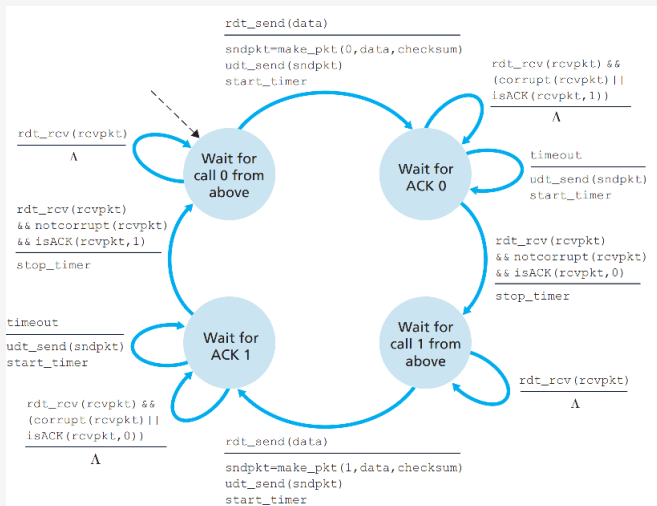 rdt_send(data)
sndpkt=make_pkt(0,data,checksum)
udt_send(sndpkt)
start_timer
rdt_rcv(rcvpkt) &&
(corrupt(rcvpkt)||
isACK(rcvpkt,1))
Λ
rdt_rcv(rcvpkt)
Λ
Wait for
call 0 from
above
Wait for
ACK 0
timeout
udt_send(sndpkt)
start_timer
rdt_rcv(rcvpkt)
&& notcorrupt(rcvpkt)
&& isACK(rcvpkt,1)
stop_timer
rdt_rcv(rcvpkt)
&& notcorrupt(rcvpkt)
&& isACK(rcvpkt,0)
stop_timer
timeout
udt_send(sndpkt)
start_timer
Wait for
ACK 1
Wait for
call 1 from
above
rdt_rcv(rcvpkt)
Λ
rdt_rcv(rcvpkt) &&
(corrupt(rcvpkt)||
isACK(rcvpkt,0))
Λ
rdt_send(data)
sndpkt=make_pkt(1,data,checksum)
udt_send(sndpkt)
start_timer